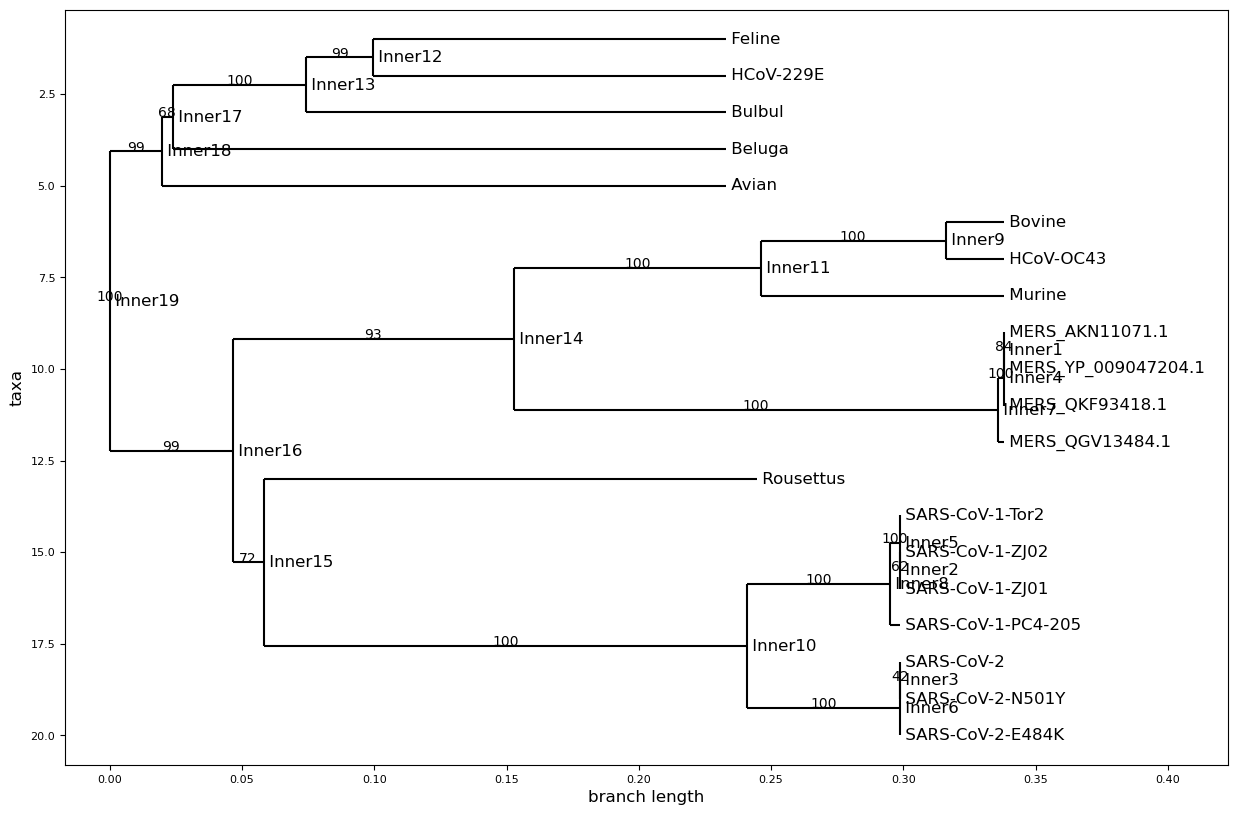 Feline
99
Inner12
HCoV-229E
100
Inner13
2.5
Bulbul
68
Inner17
Beluga
99
Inner18
5.0
Avian
Bovine
100
Inner9
HCoV-OC43
100
Inner11
7.5
Murine
100
Inner19
MERS_AKN11071.1
93
Inner14
84
Inner1
10.0
MERS_YP_009047204.1
100
Inner4
taxa
100
Inner7
MERS_QKF93418.1
MERS_QGV13484.1
99
Inner16
12.5
Rousettus
SARS-CoV-1-Tor2
100
Inner5
15.0
SARS-CoV-1-ZJ02
72
Inner15
62
Inner2
100
Inner8
SARS-CoV-1-ZJ01
SARS-CoV-1-PC4-205
17.5
100
Inner10
SARS-CoV-2
42
Inner3
SARS-CoV-2-N501Y
100
Inner6
20.0
SARS-CoV-2-E484K
0.00 0.05 0.10 0.15 0.20 0.25 0.30 0.35 0.40
branch length